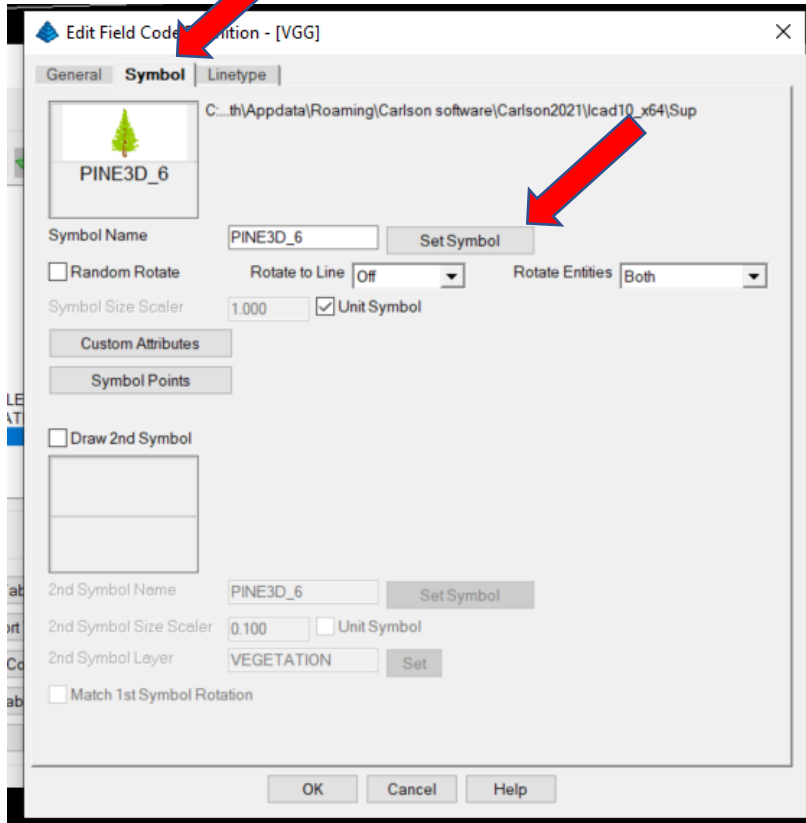 Edit Field Code [VGG]
General Symbol Linetype
C:...th\Appdata\Roaming\Carlson software\Carlson2021\Icad10_x64\Sup
PINE3D_6
Symbol Name PINE3D_6 Set Symbol
Random Rotate Rotate to Line Off Rotate Entities Both
Symbol Size Scaler 1.000 Unit Symbol
Custom Attributes
Symbol Points
Draw 2nd Symbol
2nd Symbol Name PINE3D_6 Set Symbol
2nd Symbol Size Scaler 0.100 Unit Symbol
2nd Symbol Layer VEGETATION Set
Match 1st Symbol Rotation
OK Cancel Help